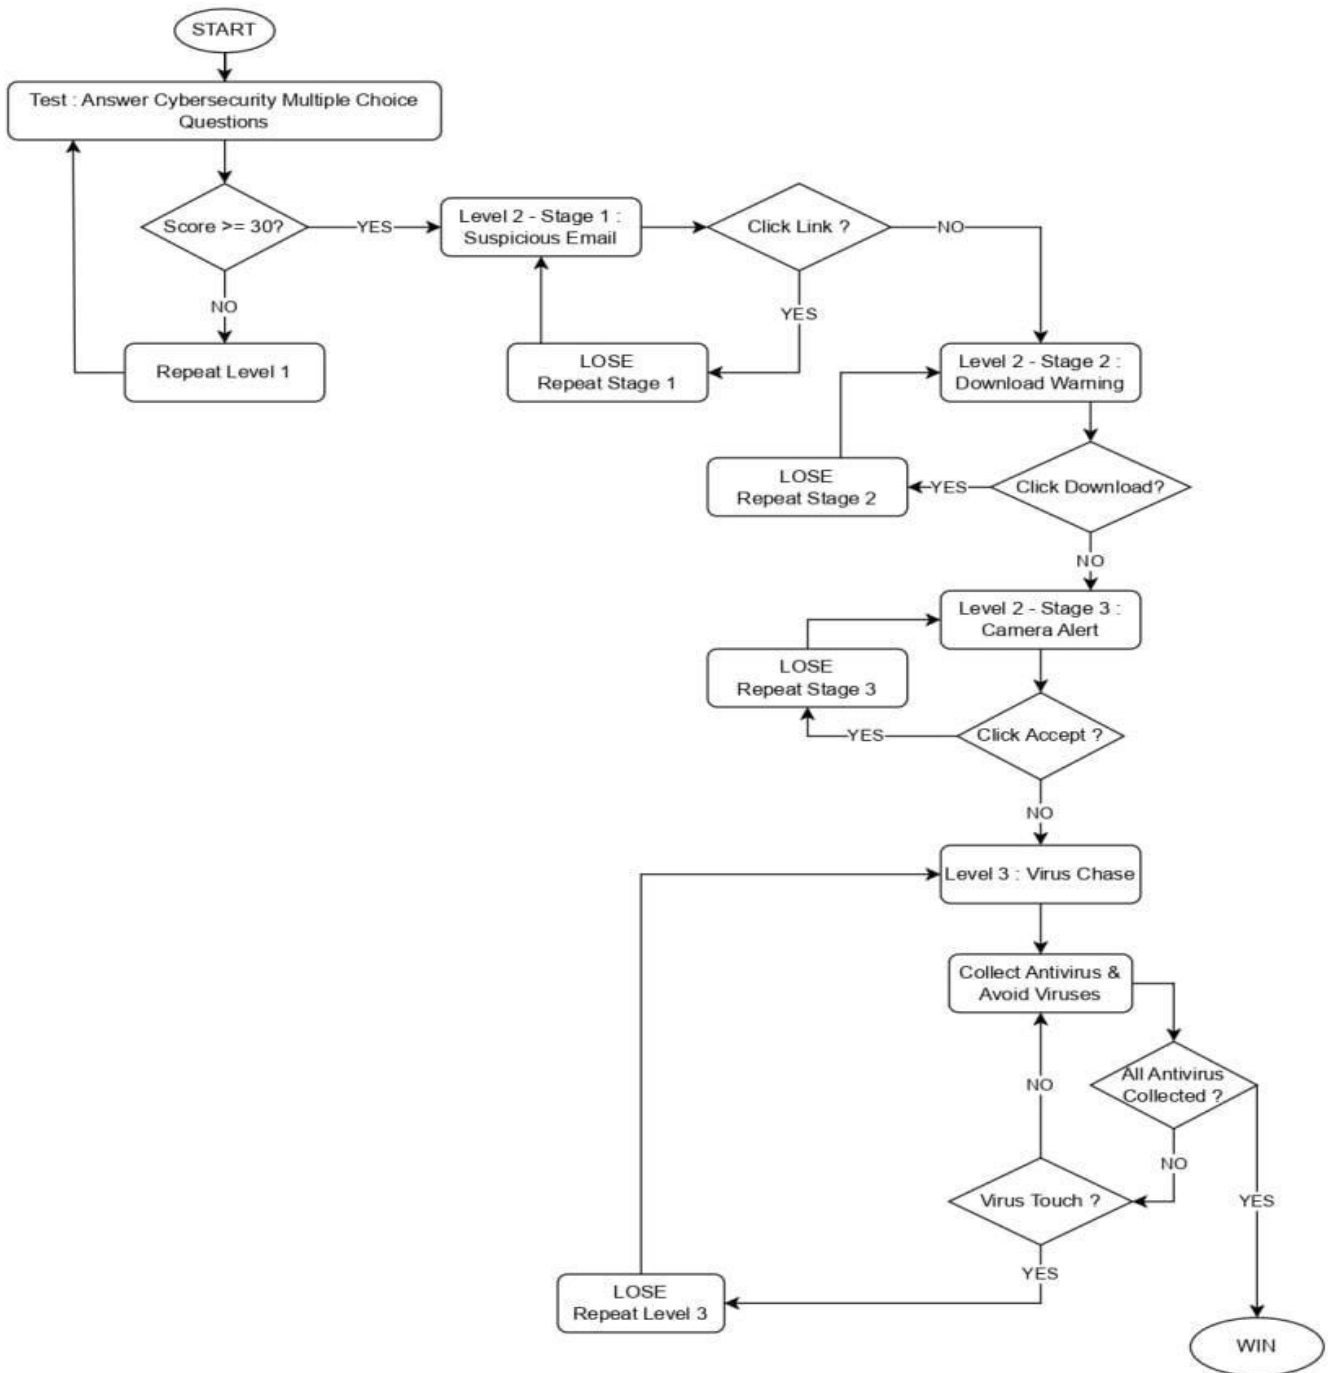 START
Test : Answer Cybersecurity Multiple Choice
Questions
Score >= 30?
YES
Level 2 - Stage 1 :
Suspicious Email
Click Link ?
NO
NO
YES
Repeat Level 1
LOSE
Repeat Stage 1
Level 2 - Stage 2 :
Download Warning
LOSE
Repeat Stage 2
YES
Click Download?
NO
Level 2 - Stage 3 :
Camera Alert
LOSE
Repeat Stage 3
YES
Click Accept ?
NO
Level 3 : Virus Chase
Collect Antivirus &
Avoid Viruses
All Antivirus
Collected ?
NO
NO
Virus Touch ?
YES
YES
LOSE
Repeat Level 3
WIN